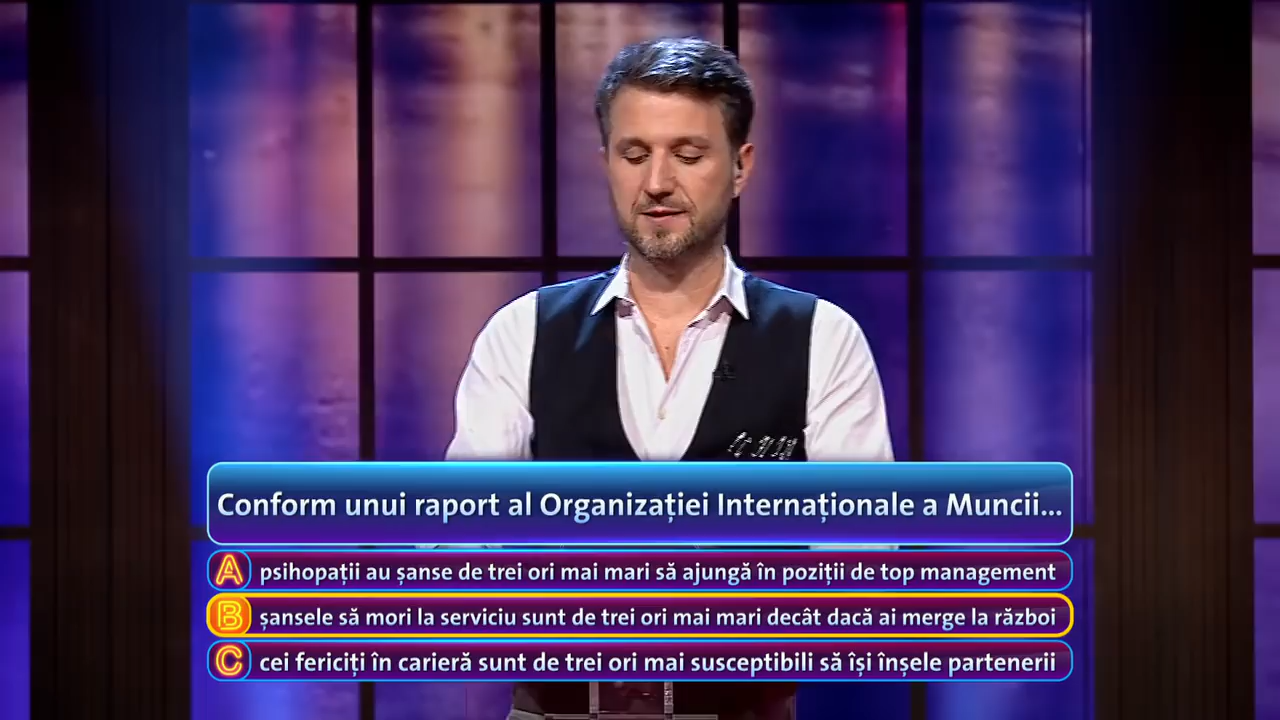 Conform unui raport al Organizației Internaționale a Muncii...
A psihopații au șanse de trei ori mai mari să ajungă în poziții de top management
B șansele să mori la serviciu sunt de trei ori mai mari decât dacă ai merge la război
C cei fericiți în carieră sunt de trei ori mai susceptibili să își înșele partenerii